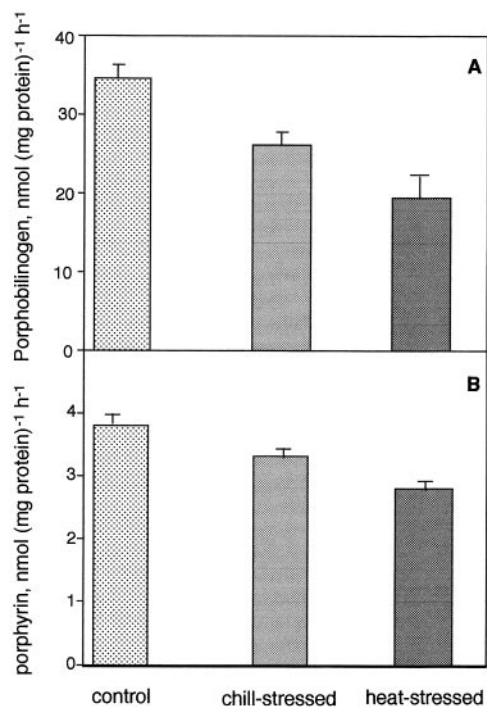 Porphobilinogen, nmol (mg protein)⁻¹ h⁻¹
40
30
20
10
0
A
porphyrin, nmol (mg protein)⁻¹ h⁻¹
4
3
2
1
0
B
control chill-stressed heat-stressed